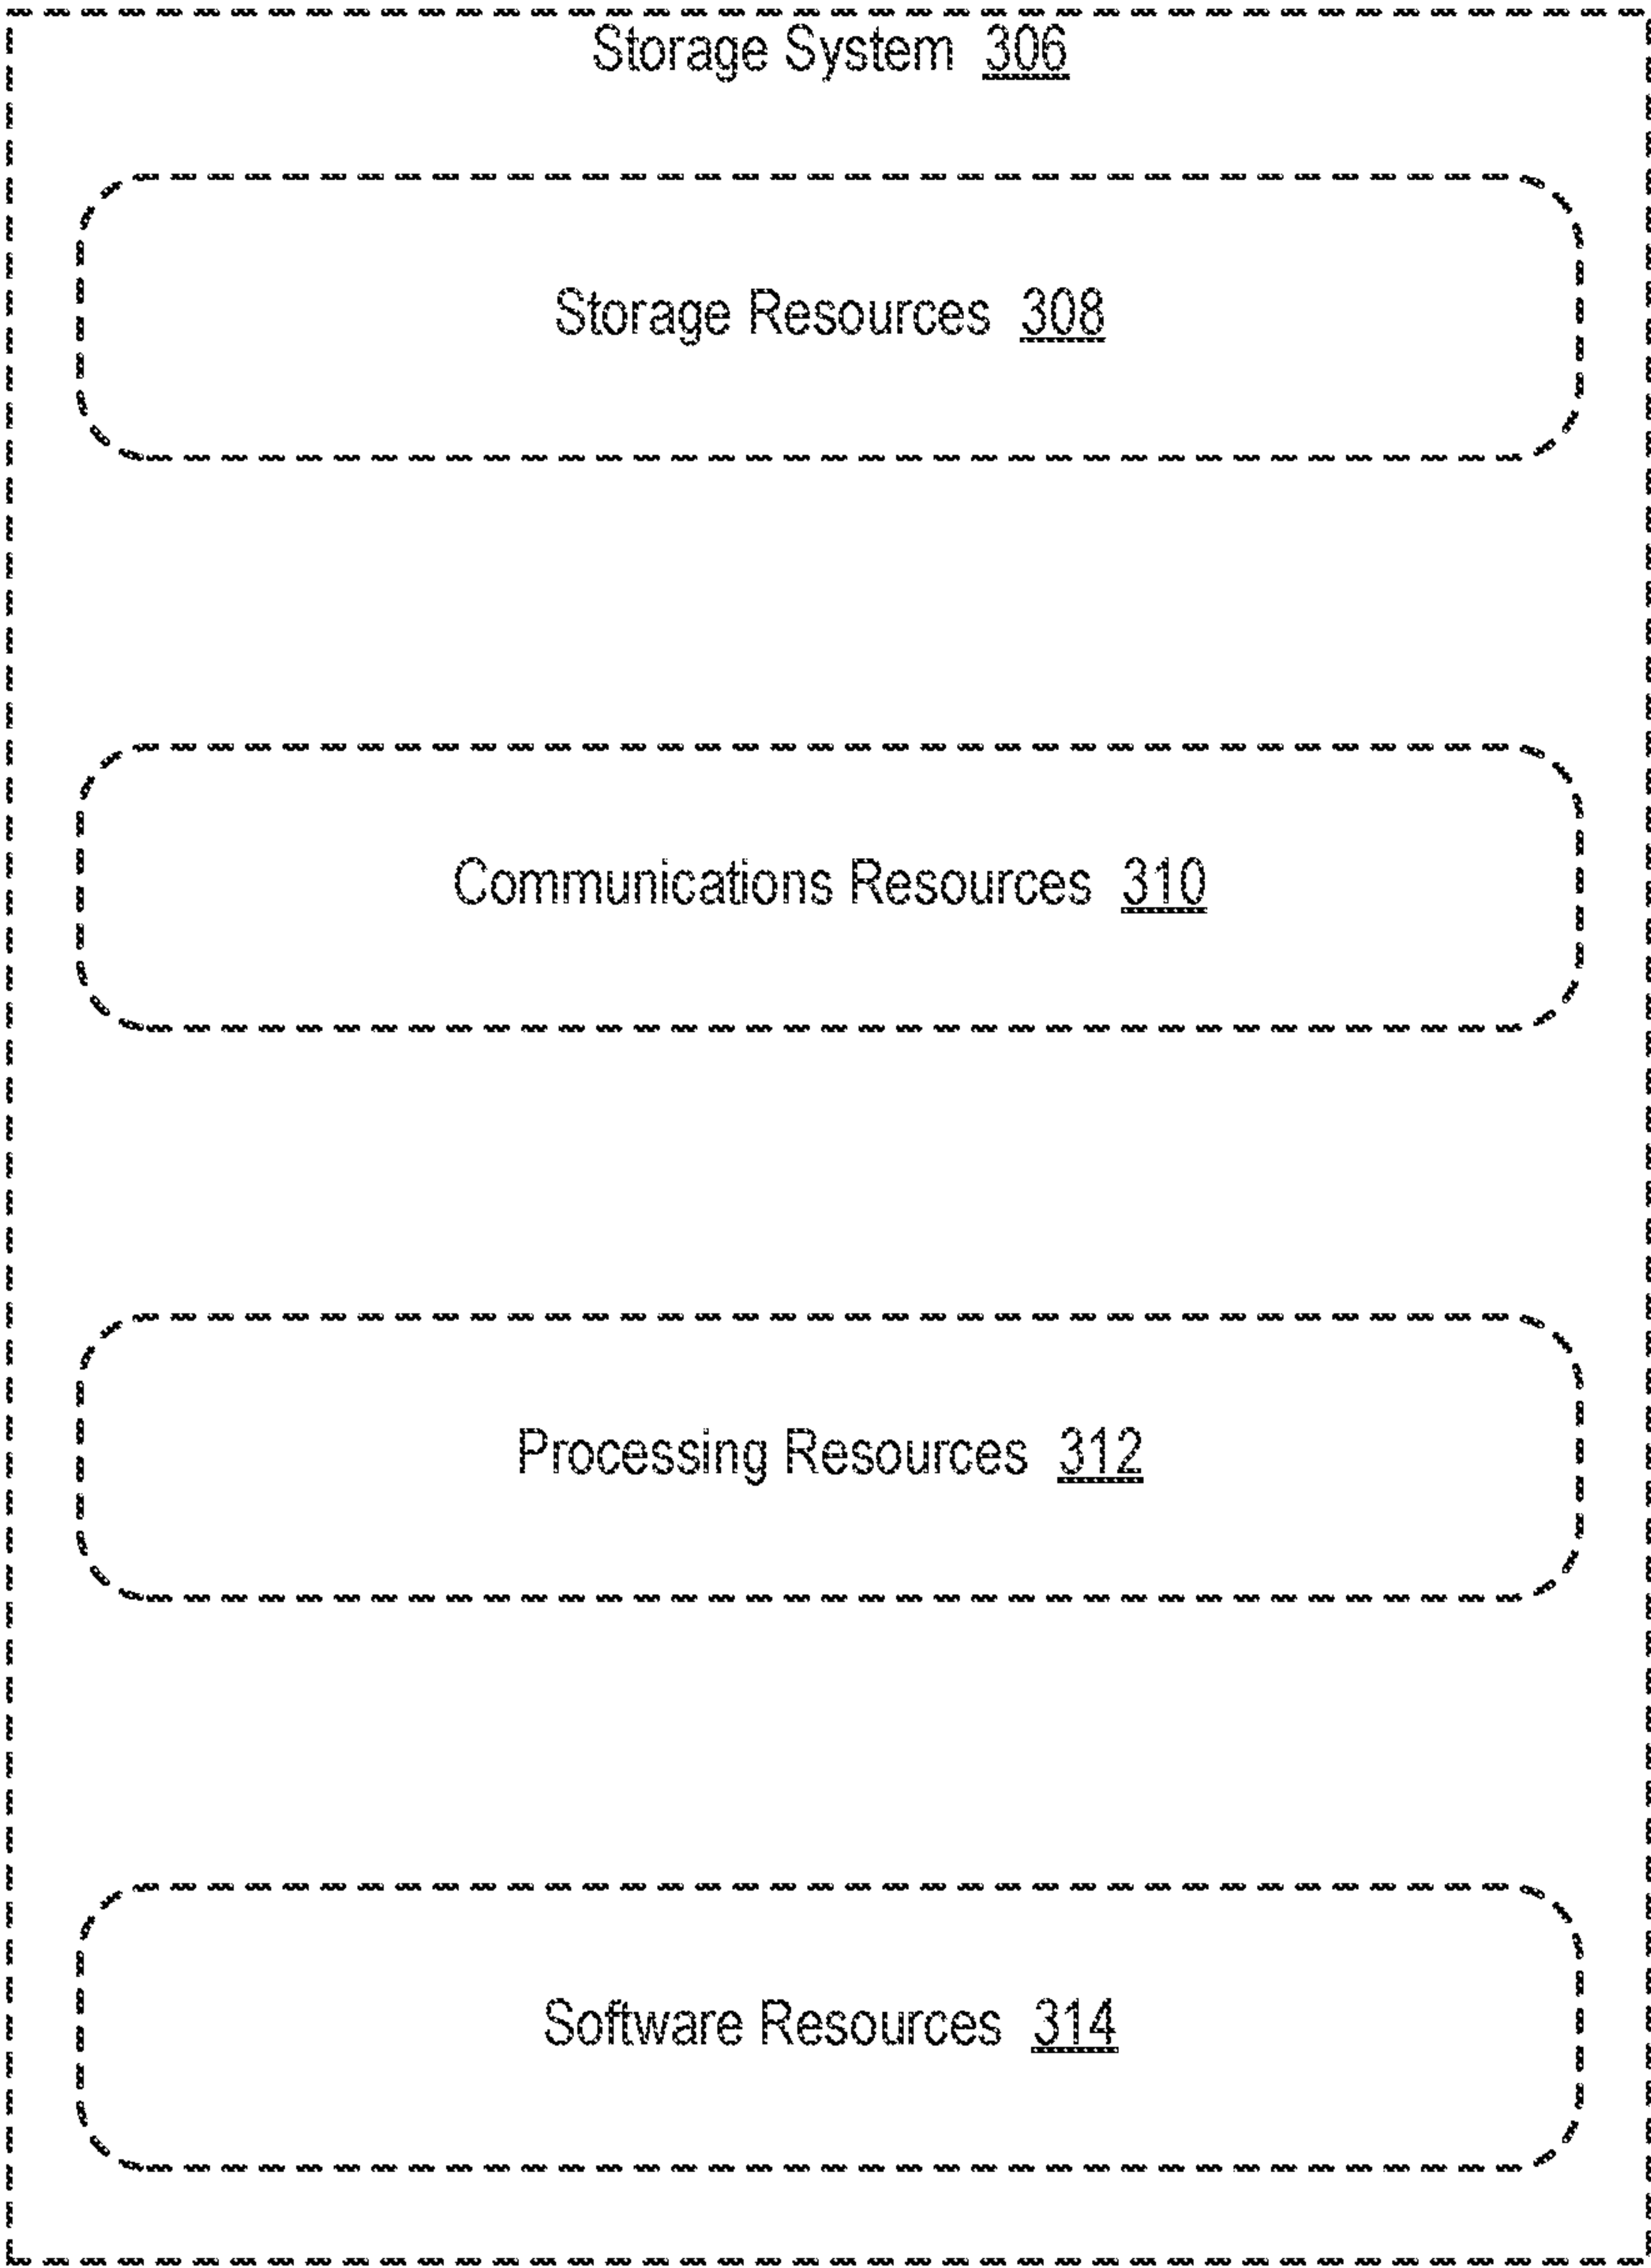 Storage System 306
Storage Resources 308
Communications Resources 310
Processing Resources 312
Software Resources 314